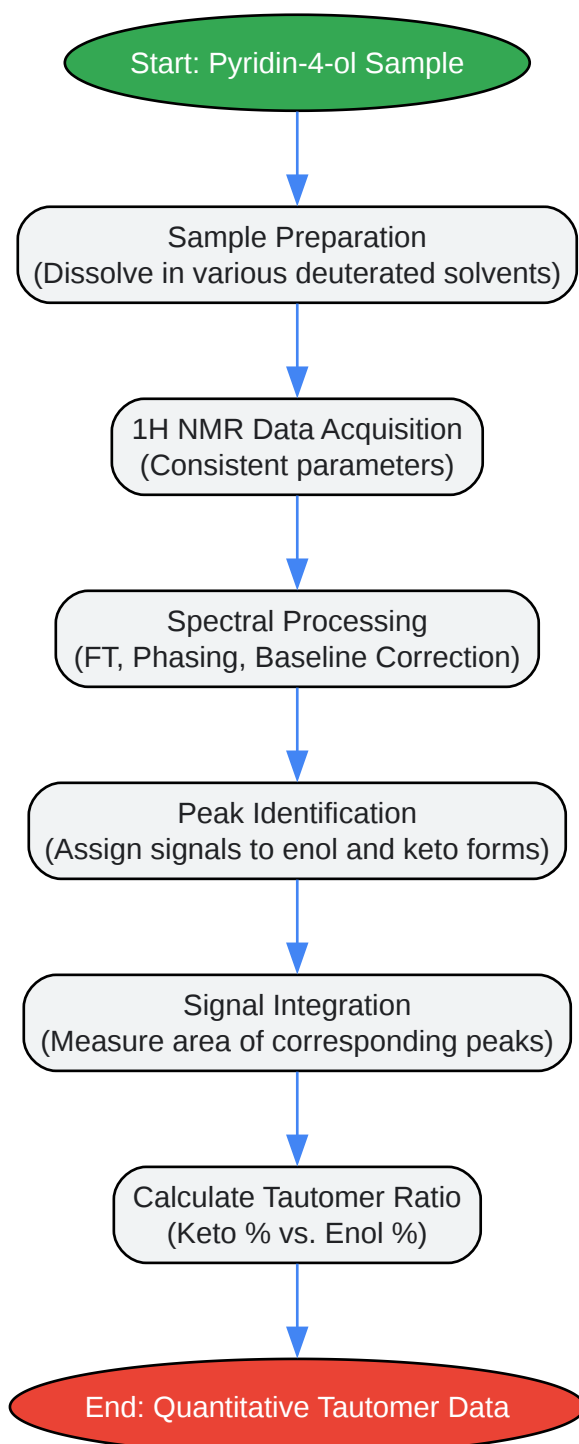 Start: Pyridin-4-ol Sample
Sample Preparation
(Dissolve in various deuterated solvents)
1H NMR Data Acquisition
(Consistent parameters)
Spectral Processing
(FT, Phasing, Baseline Correction)
Peak Identification
(Assign signals to enol and keto forms)
Signal Integration
(Measure area of corresponding peaks)
Calculate Tautomer Ratio
(Keto % vs. Enol %)
End: Quantitative Tautomer Data